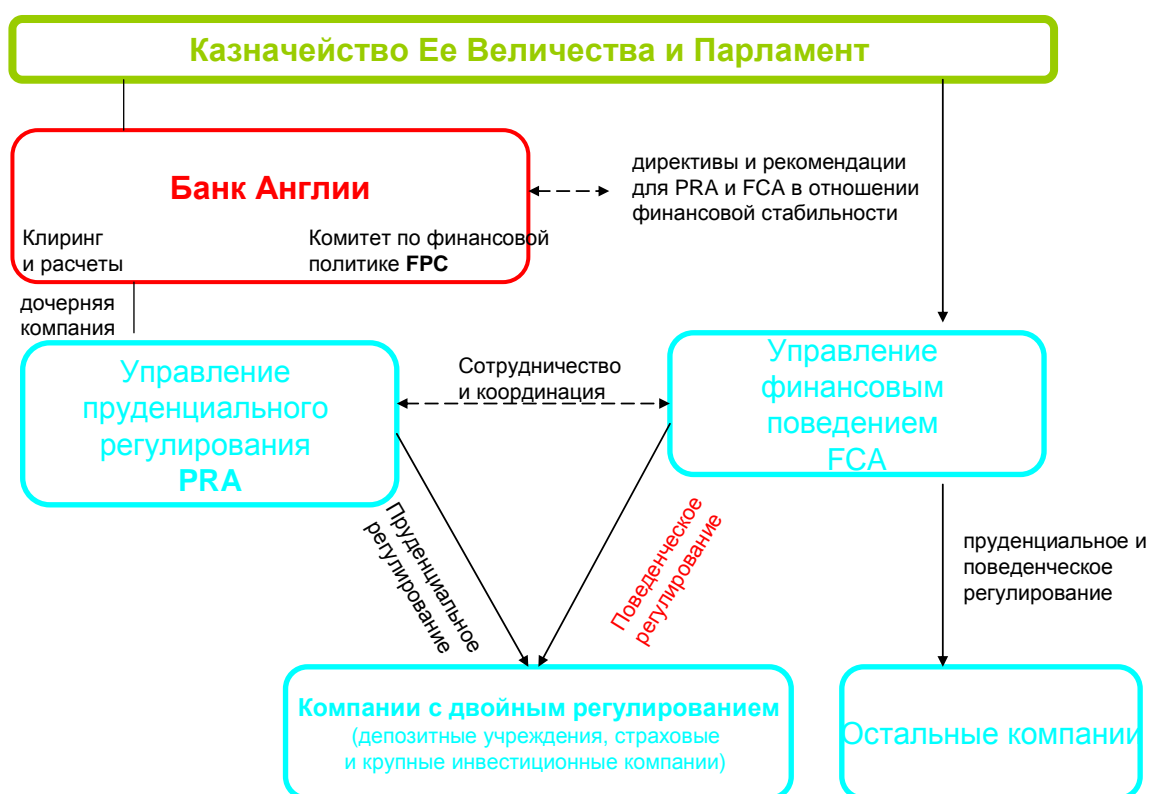 Казначейство Ее Величества и Парламент
Банк Англии
директивы и рекомендации
для PRA и FCA в отношении
финансовой стабильности
Клиринг
и расчеты
Комитет по финансовой
политике FPC
дочерняя
компания
Управление
пруденциального
регулирования
PRA
Сотрудничество
и координация
Управление
финансовым
поведением
FCA
Пруденциальное
регулирование
Поведенческое
регулирование
пруденциальное и
поведенческое
регулирование
Компании с двойным регулированием
(депозитные учреждения, страховые
и крупные инвестиционные компании)
Остальные компании